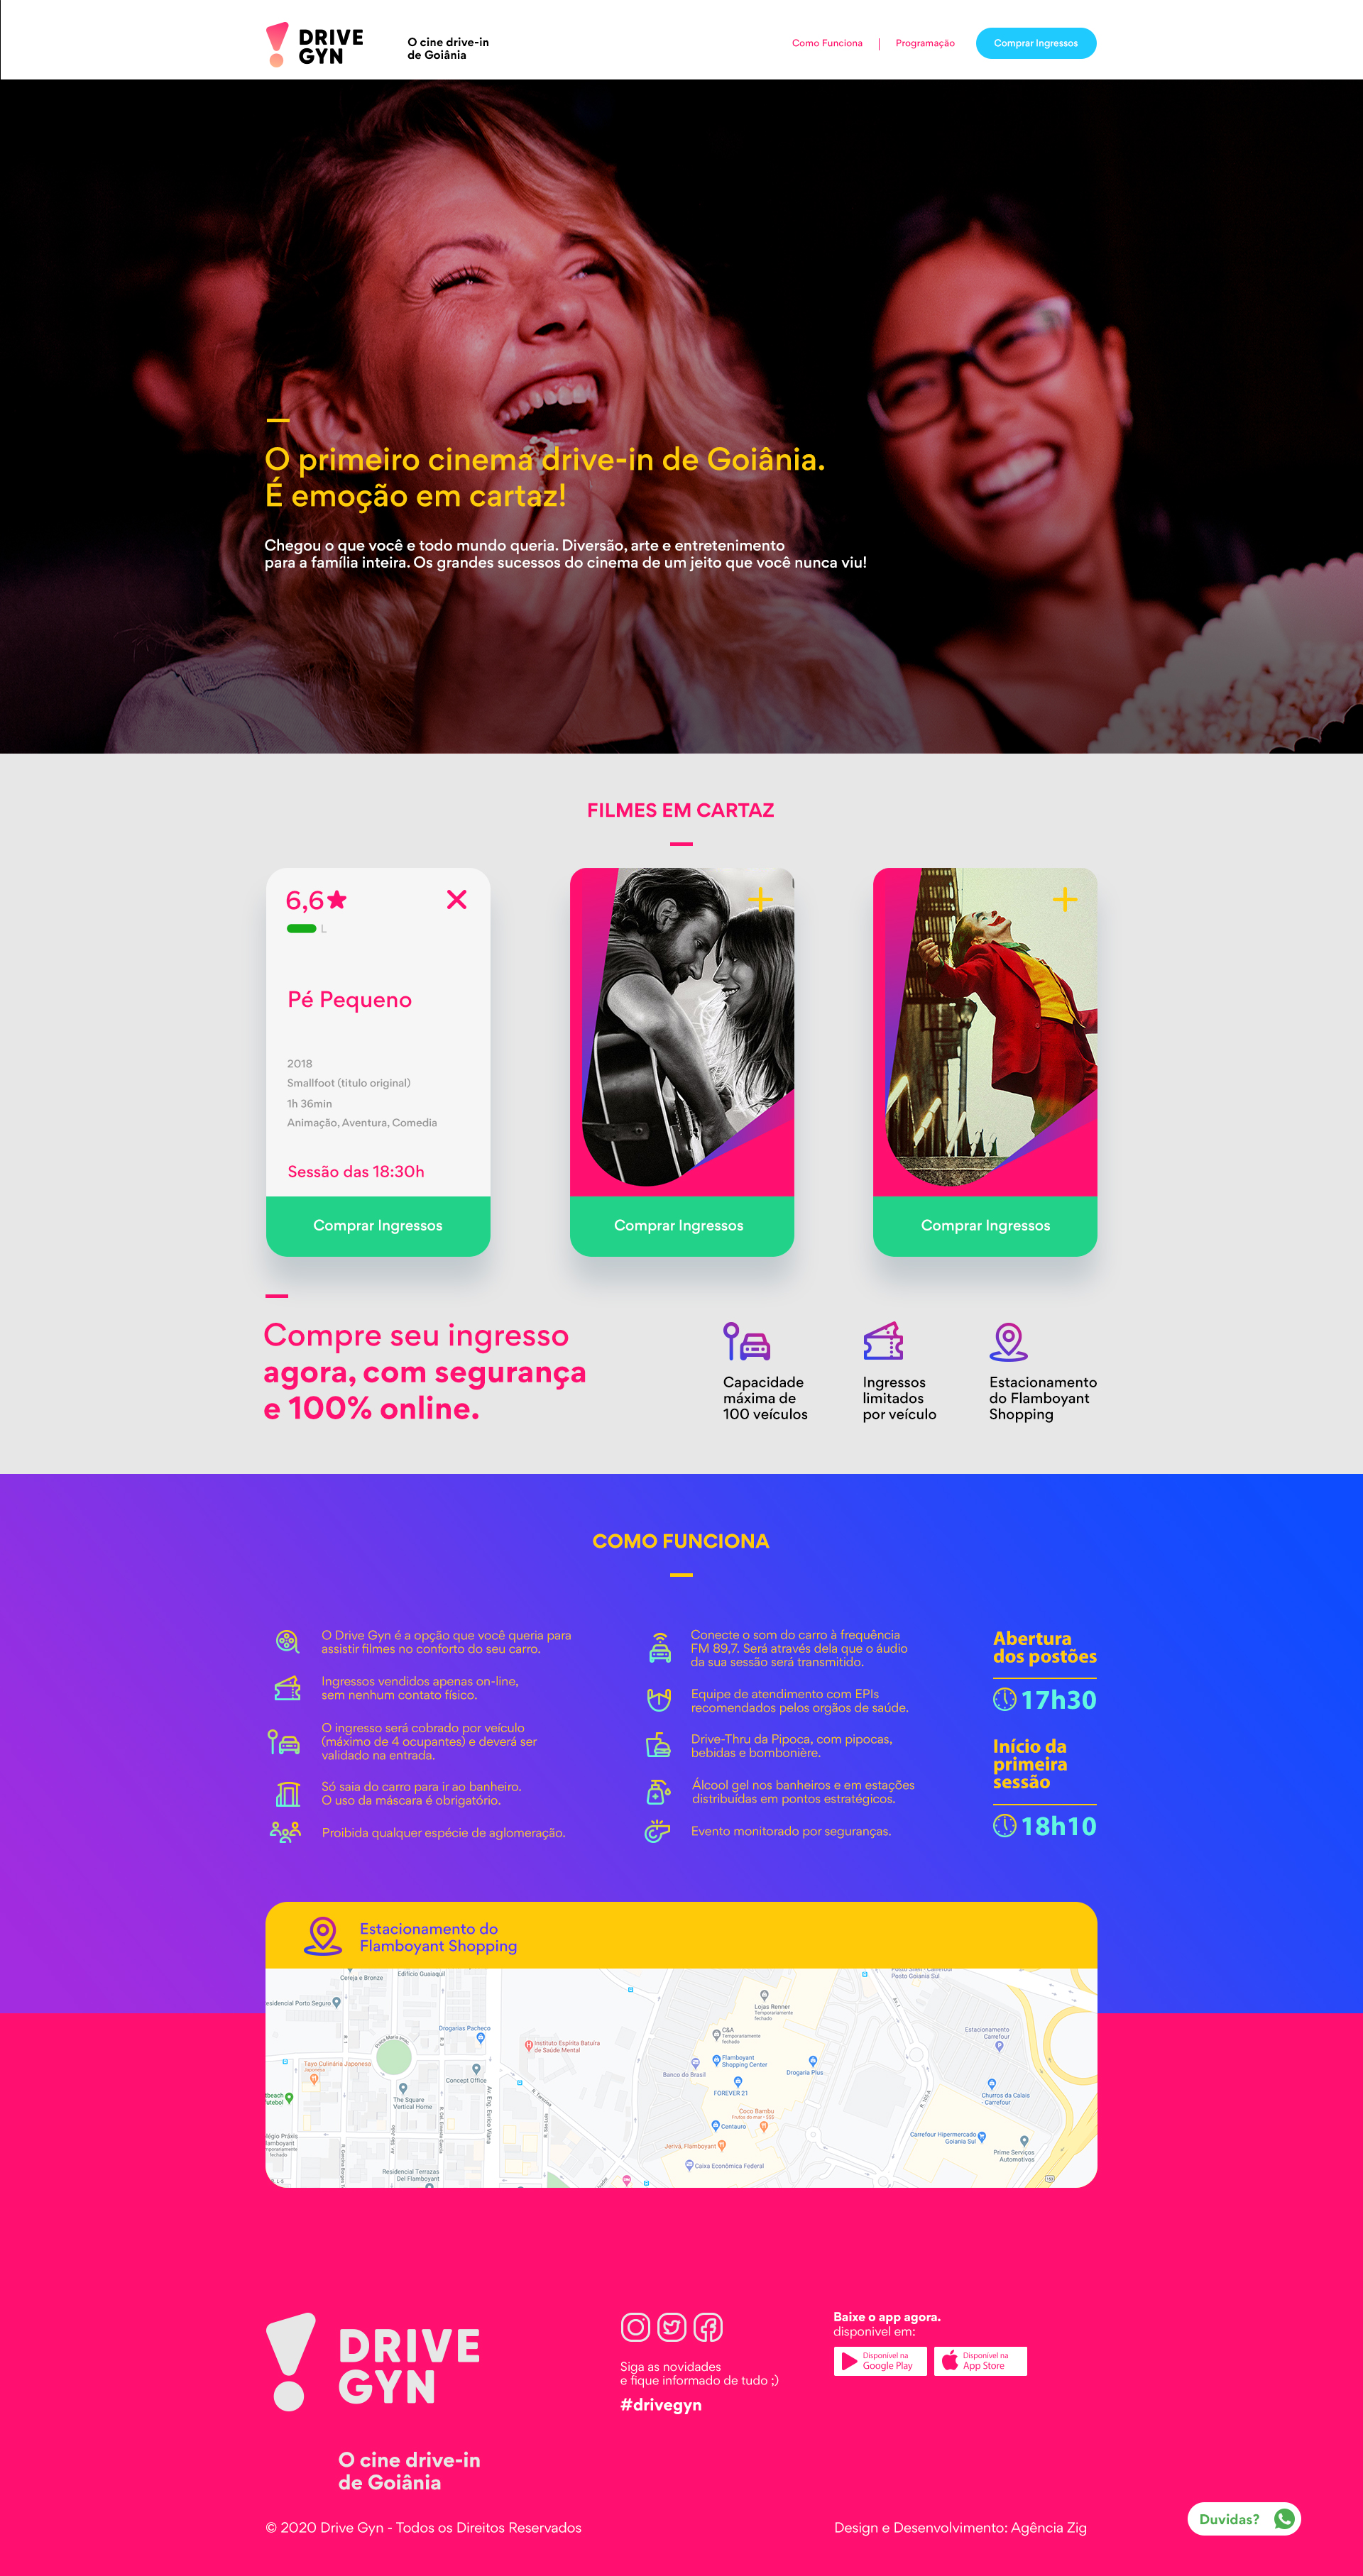 DRIVE
GYN
O cine drive-in
de Goiânia
Como Funciona
Programação
Comprar Ingressos
O primeiro cinema drive-in de Goiânia.
É emoção em cartaz!
Chegou o que você e todo mundo queria. Diversão, arte e entretenimento
para a família inteira. Os grandes sucessos do cinema de um jeito que você nunca viu!
FILMES EM CARTAZ
6,6
L
Pé Pequeno
2018
Smallfoot (titulo original)
1h 36min
Animação, Aventura, Comedia
Sessão das 18:30h
Comprar Ingressos
Comprar Ingressos
Comprar Ingressos
Compre seu ingresso
agora, com segurança
e 100% online.
Capacidade
máxima de
100 veículos
Ingressos
limitados
por veículo
Estacionamento
do Flamboyant
Shopping
COMO FUNCIONA
O Drive Gyn é a opção que você queria para
assistir filmes no conforto do seu carro.
Ingressos vendidos apenas on-line,
sem nenhum contato físico.
O ingresso será cobrado por veículo
(máximo de 4 ocupantes) e deverá ser
validado na entrada.
Só saia do carro para ir ao banheiro.
O uso da máscara é obrigatório.
Proibida qualquer espécie de aglomeração.
Conecte o som do carro à frequência
FM 89,7. Será através dela que o áudio
da sua sessão será transmitido.
Equipe de atendimento com EPIs
recomendados pelos orgãos de saúde.
Drive-Thru da Pipoca, com pipocas,
bebidas e bombonière.
Álcool gel nos banheiros e em estações
distribuídas em pontos estratégicos.
Evento monitorado por seguranças.
Abertura
dos postões
17h30
Início da
primeira
sessão
18h10
Estacionamento do
Flamboyant Shopping
Cereja e Bronze
Edifício Guaiaquil
Posto Goiania Sul
esidencial Porto Seguro
Lojas Renner
Temporariamente
fechado
Drogarias Pacheco
C&A
Temporariamente
fechado
Estacionamento
Carrefour
Instituto Espírita Batuíra
de Saúde Mental
Tayo Culinária Japonesa
Japonesa
Concept Office
Flamboyant
Shopping Center
Banco do Brasil
Drogaria Plus
FOREVER 21
The Square
Vertical Home
Churros da Calais
- Carrefour
Coco Bambu
Frutos do mar • $$$
Centauro
Carrefour Hipermercado
Goiania Sul
Jerivá, Flamboyant
Prime Serviços
Automotivos
Caixa Econômica Federal
Residencial Terrazas
Del Flamboyant
DRIVE
GYN
O cine drive-in
de Goiânia
Siga as novidades
e fique informado de tudo ;)
#drivegyn
Baixe o app agora.
disponivel em:
Disponível na
Google Play
Disponível na
App Store
Duvidas?
© 2020 Drive Gyn - Todos os Direitos Reservados
Design e Desenvolvimento: Agência Zig